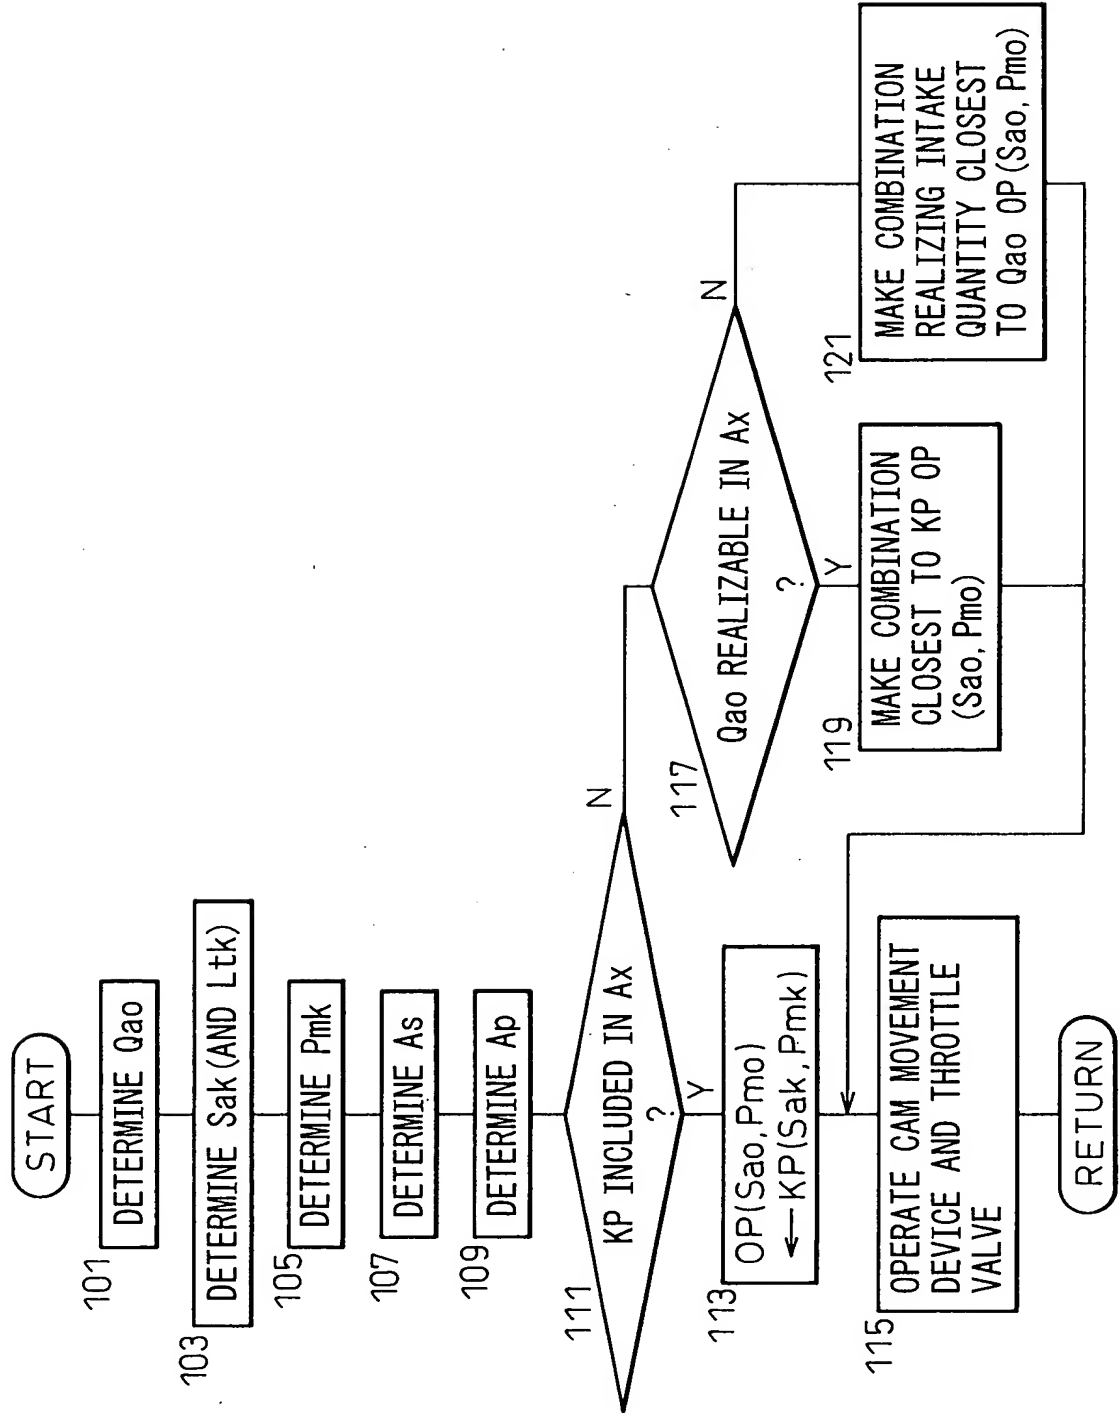 START
101
DETERMINE Qao
103
DETERMINE Sak(AND Ltk)
105
DETERMINE Pmk
107
DETERMINE As
109
DETERMINE Ap
111
KP INCLUDED IN Ax
?
N
Y
113
OP(Sao,Pmo)
←KP(Sak,Pmk)
115
OPERATE CAM MOVEMENT
DEVICE AND THROTTLE
VALVE
RETURN
117
Qao REALIZABLE IN Ax
?
N
Y
119
MAKE COMBINATION
CLOSEST TO KP OP
(Sao,Pmo)
121
MAKE COMBINATION
REALIZING INTAKE
QUANTITY CLOSEST
TO Qao OP(Sao,Pmo)